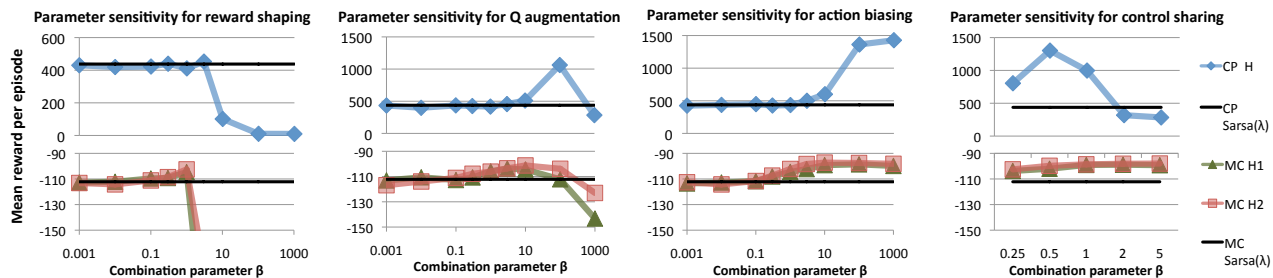 Parameter sensitivity for reward shaping
Parameter sensitivity for Q augmentation
Parameter sensitivity for action biasing
Parameter sensitivity for control sharing
Mean reward per episode
600
400
200
0
-90
-110
-130
-150
0.001 0.1 10 1000
Combination parameter β
1500
1000
500
0
-90
-110
-130
-150
0.001 0.1 10 1000
Combination parameter β
1500
1000
500
0
-90
-110
-130
-150
0.001 0.1 10 1000
Combination parameter β
1500
1000
500
0
-90
-110
-130
-150
0.25 0.5 1 2 5
Combination parameter β
CP H
CP
Sarsa(λ)
MC H1
MC H2
MC
Sarsa(λ)